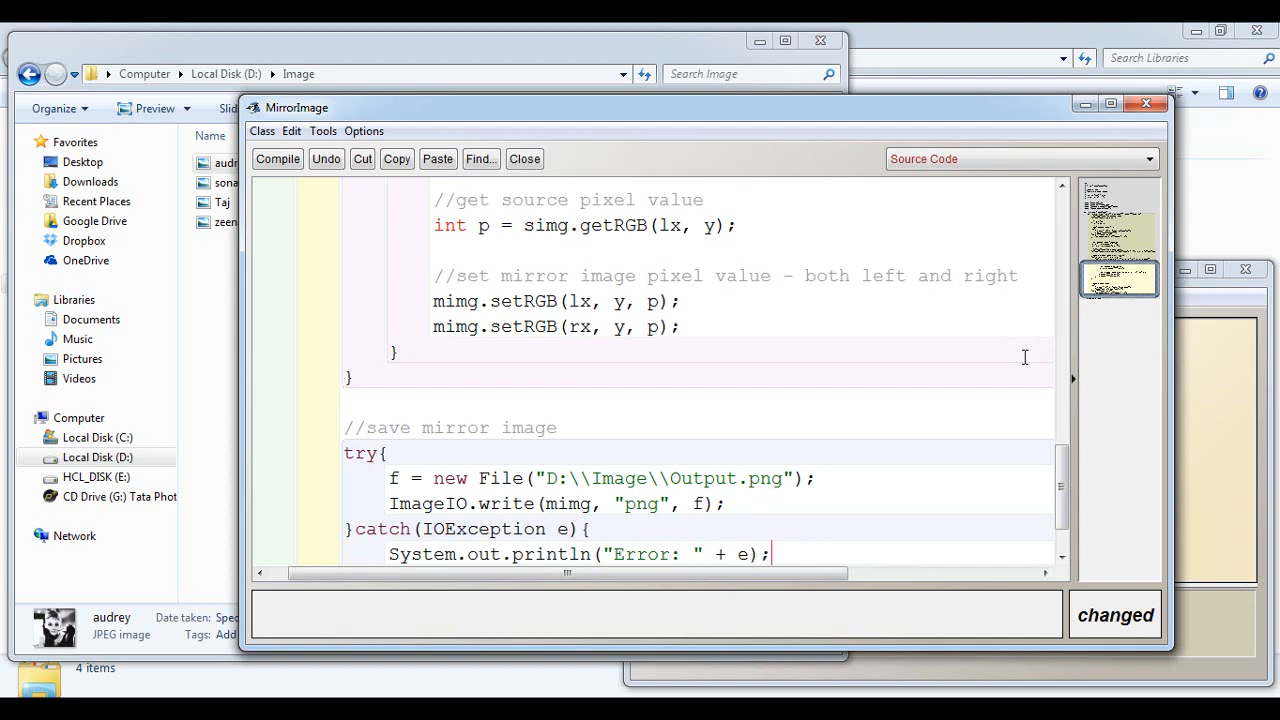 Search Libraries
Computer
Local Disk (D:)
Image
Search Image
Organize
Preview
Name
Favorites
Desktop
Downloads
Recent Places
Google Drive
Dropbox
OneDrive
Libraries
Documents
Music
Pictures
Videos
Computer
Local Disk (C:)
Local Disk (D:)
HCL_DISK (E:)
CD Drive (G:) Tata Phot
Network
Taj
audrey
Date taken:
JPEG image
Tags: Add
4 items
MirrorImage
Class Edit Tools Options
Compile Undo Cut Copy Paste Find... Close
Source Code
//get source pixel value
int p = simg.getRGB(lx, y);
//set mirror image pixel value - both left and right
mimg.setRGB(lx, y, p);
mimg.setRGB(rx, y, p);
}
}
//save mirror image
try{
f = new File("D:\\Image\\Output.png");
ImageIO.write(mimg, "png", f);
}catch(IOException e){
System.out.println("Error: " + e);
changed